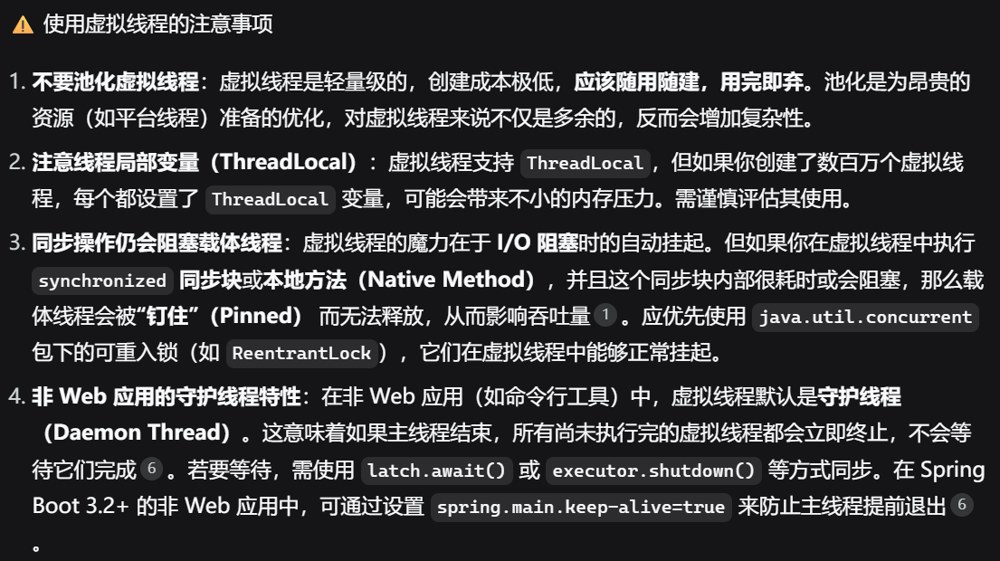 ⚠️ 使用虚拟线程的注意事项
1. 不要池化虚拟线程：虚拟线程是轻量级的，创建成本极低，应该随用随建，用完即弃。池化是为昂贵的
资源（如平台线程）准备的优化，对虚拟线程来说不仅是多余的，反而会增加复杂性。
2. 注意线程局部变量（ThreadLocal）：虚拟线程支持 ThreadLocal，但如果你创建了数百万个虚拟线
程，每个都设置了 ThreadLocal 变量，可能会带来不小的内存压力。需谨慎评估其使用。
3. 同步操作仍会阻塞载体线程：虚拟线程的魔力在于 I/O 阻塞时的自动挂起。但如果你在虚拟线程中执行
synchronized 同步块或本地方法（Native Method），并且这个同步块内部很耗时或会阻塞，那么载
体线程会被“钉住”（Pinned） 而无法释放，从而影响吞吐量 1 。应优先使用 java.util.concurrent
包下的可重入锁（如 ReentrantLock），它们在虚拟线程中能够正常挂起。
4. 非 Web 应用的守护线程特性：在非 Web 应用（如命令行工具）中，虚拟线程默认是守护线程
（Daemon Thread）。这意味着如果主线程结束，所有尚未执行完的虚拟线程都会立即终止，不会等
待它们完成 6 。若要等待，需使用 latch.await() 或 executor.shutdown() 等方式同步。在 Spring
Boot 3.2+ 的非 Web 应用中，可通过设置 spring.main.keep-alive=true 来防止主线程提前退出 6
。